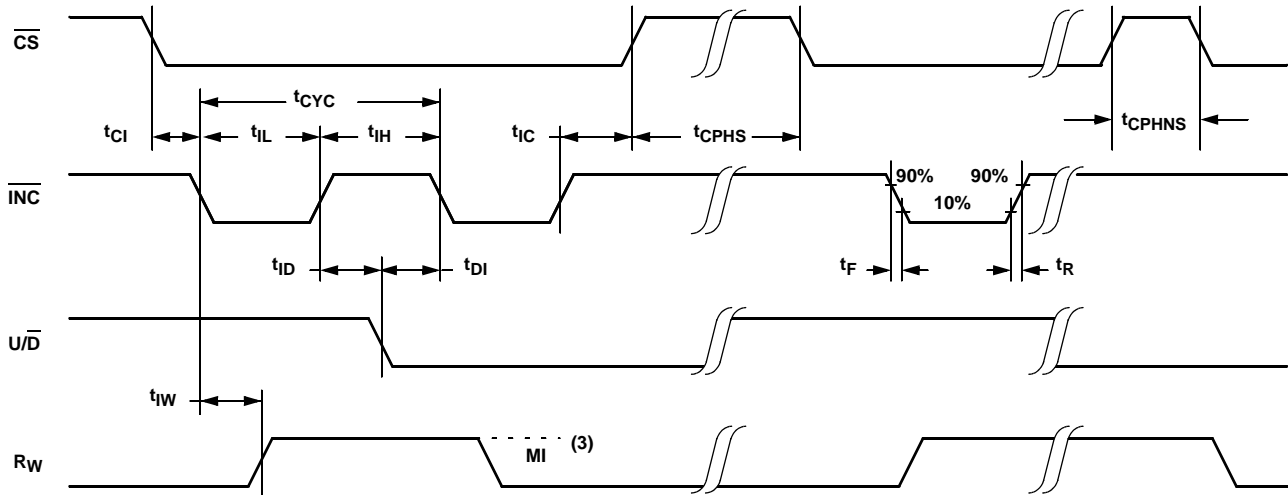 CS
tCYC
tCI tIL tIH tIC tCPHS tCPHNS
INC
90% 90%
10%
tID tDI tF tR
U/D
tIW
(3)
MI
RW